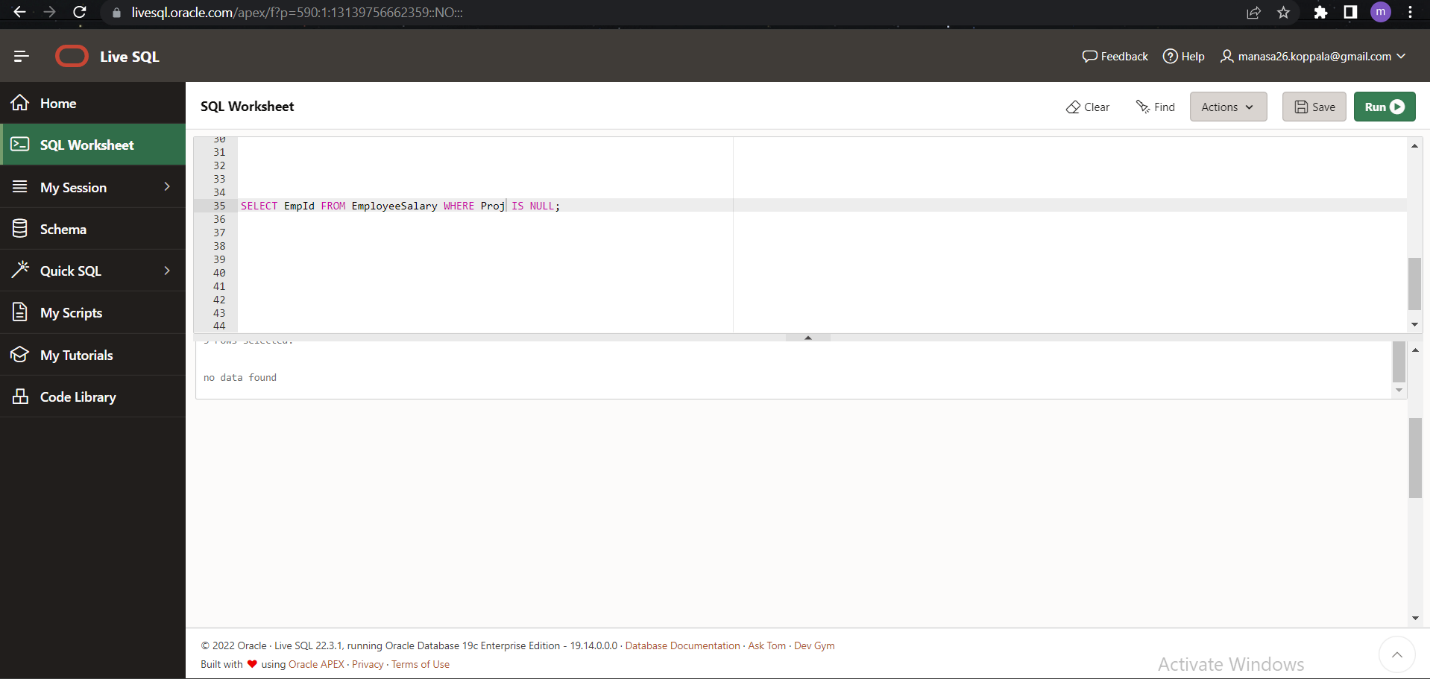 livesql.oracle.com/apex/f?p=590:1:13139756662359::NO:::
m
Live SQL
Feedback
Help
manasa26.koppala@gmail.com
Home
SQL Worksheet
My Session
Schema
Quick SQL
My Scripts
My Tutorials
Code Library
SQL Worksheet
Clear
Find
Actions
Save
Run
30
31
32
33
34
35 SELECT EmpId FROM EmployeeSalary WHERE Proj IS NULL;
36
37
38
39
40
41
42
43
44
rows selected.
no data found
© 2022 Oracle · Live SQL 22.3.1, running Oracle Database 19c Enterprise Edition - 19.14.0.0.0 · Database Documentation · Ask Tom · Dev Gym
Built with ❤ using Oracle APEX · Privacy · Terms of Use
Activate Windows